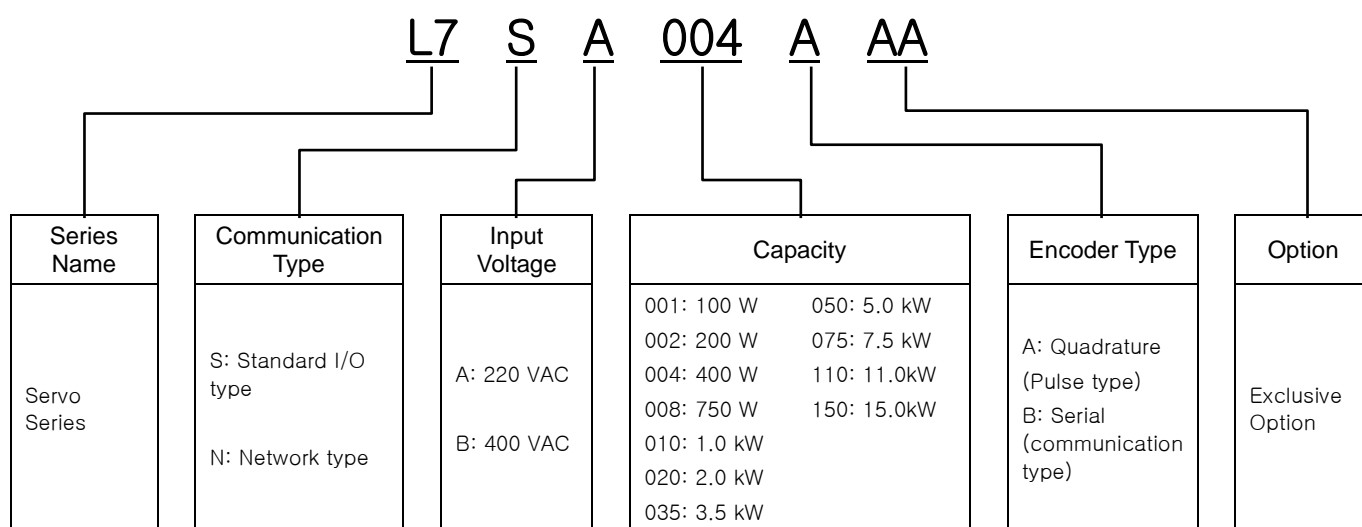 L7 S A 004 A AA
Series
Name
Servo
Series
Communication
Type
S: Standard I/O
type
N: Network type
Input
Voltage
A: 220 VAC
B: 400 VAC
Capacity
001: 100 W 050: 5.0 kW
002: 200 W 075: 7.5 kW
004: 400 W 110: 11.0kW
008: 750 W 150: 15.0kW
010: 1.0 kW
020: 2.0 kW
035: 3.5 kW
Encoder Type
A: Quadrature
(Pulse type)
B: Serial
(communication
type)
Option
Exclusive
Option